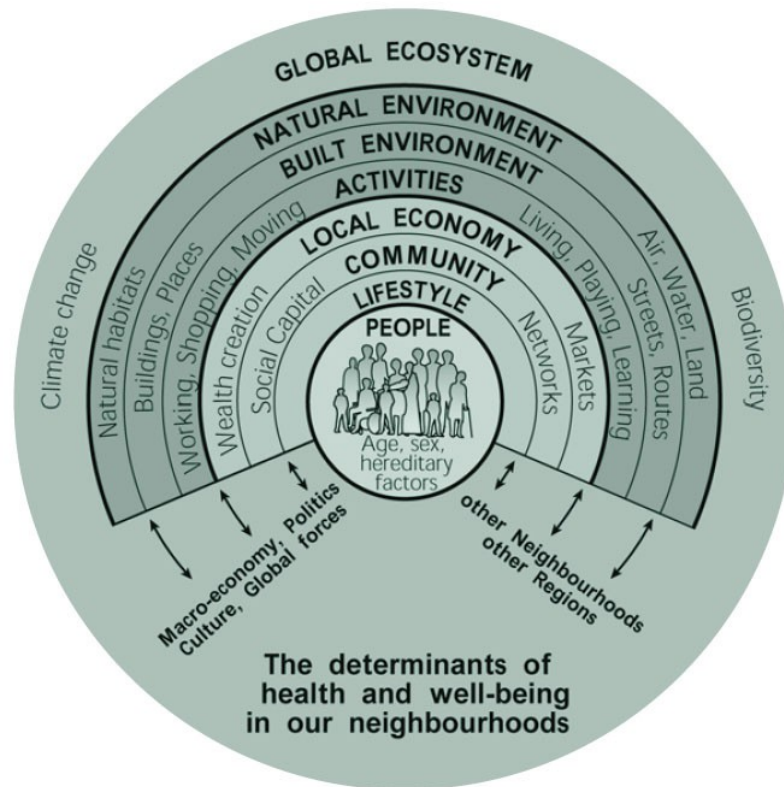 GLOBAL ECOSYSTEM
NATURAL ENVIRONMENT
BUILT ENVIRONMENT
ACTIVITIES
LOCAL ECONOMY
COMMUNITY
LIFESTYLE
PEOPLE
Age, sex,
hereditary
factors
Climate change
Natural habitats
Buildings, Places
Working, Shopping, Moving
Wealth creation
Social Capital
Networks
Markets
Living, Playing, Learning
Streets, Routes
Air, Water, Land
Biodiversity
Macro-economy, Politics
Culture, Global forces
other Neighbourhoods
other Regions
The determinants of
health and well-being
in our neighbourhoods